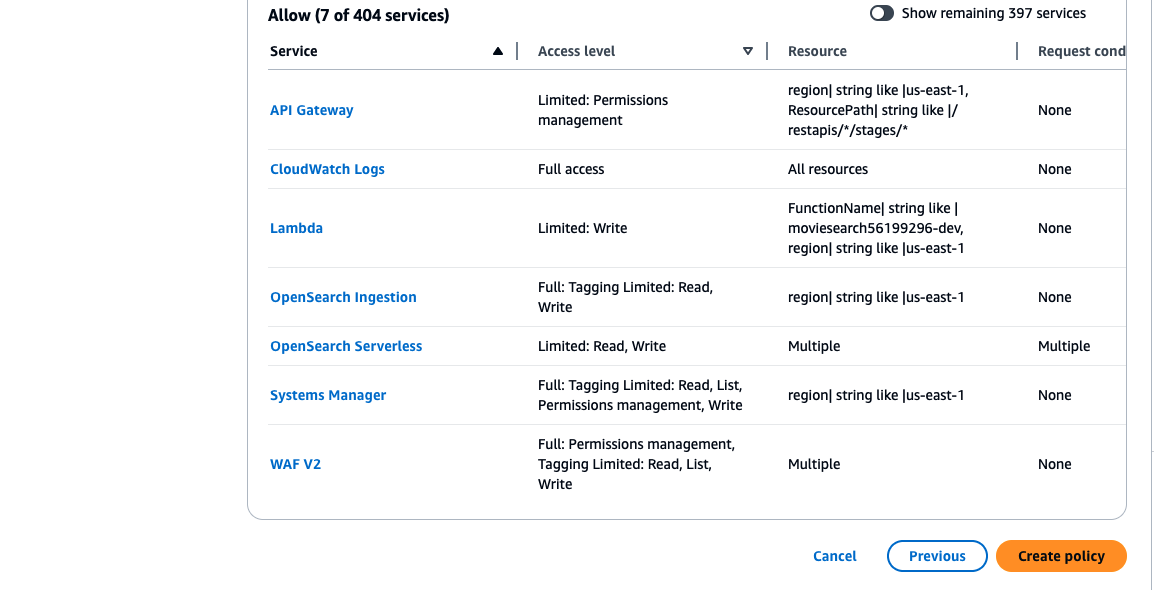 Allow (7 of 404 services)
Show remaining 397 services
Service
Access level
Resource
Request cond
API Gateway
Limited: Permissions
management
region| string like |us-east-1,
ResourcePath| string like |/
restapis/*/stages/*
None
CloudWatch Logs
Full access
All resources
None
Lambda
Limited: Write
FunctionName| string like |
moviesearch56199296-dev,
region| string like |us-east-1
None
OpenSearch Ingestion
Full: Tagging Limited: Read,
Write
region| string like |us-east-1
None
OpenSearch Serverless
Limited: Read, Write
Multiple
Multiple
Systems Manager
Full: Tagging Limited: Read, List,
Permissions management, Write
region| string like |us-east-1
None
WAF V2
Full: Permissions management,
Tagging Limited: Read, List,
Write
Multiple
None
Cancel
Previous
Create policy